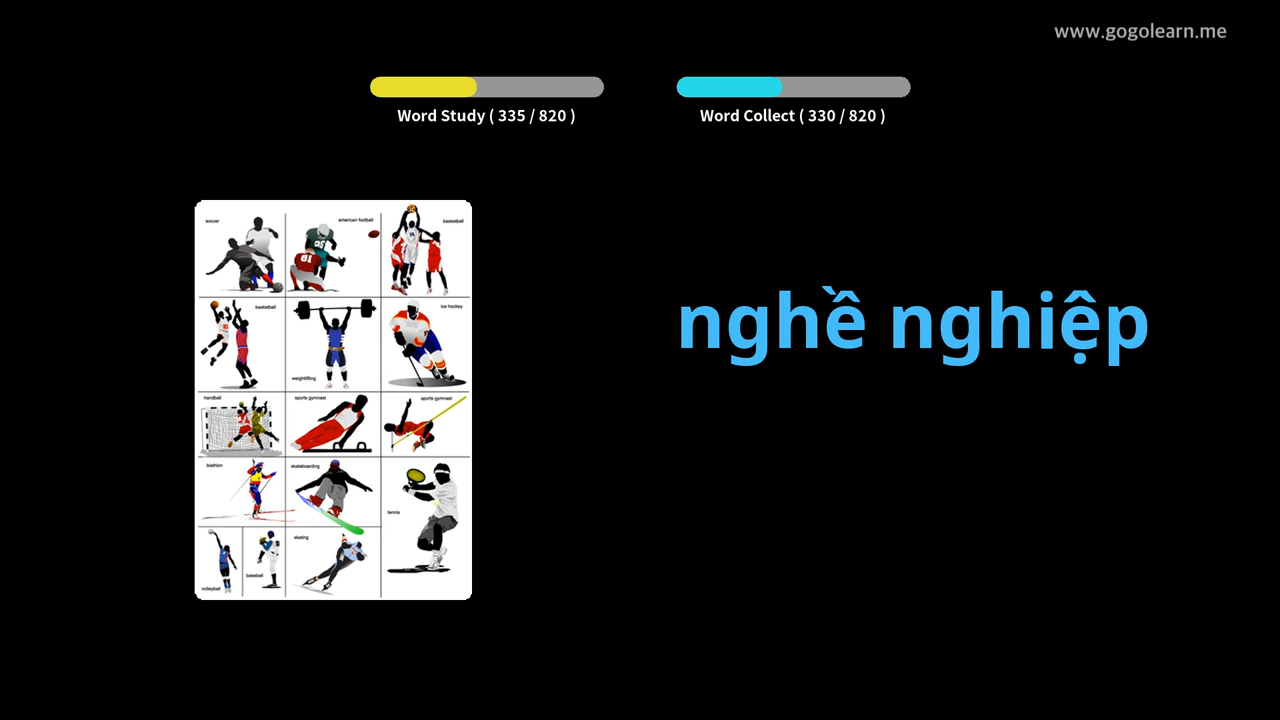 www.gogolearn.me
Word Study ( 335 / 820 )
Word Collect ( 330 / 820 )
soccer
american football
basketball
basketball
weightlifting
ice hockey
handball
sports gymnast
sports gymnast
biathlon
skateboarding
tennis
volleyball
baseball
skating
nghề nghiệp